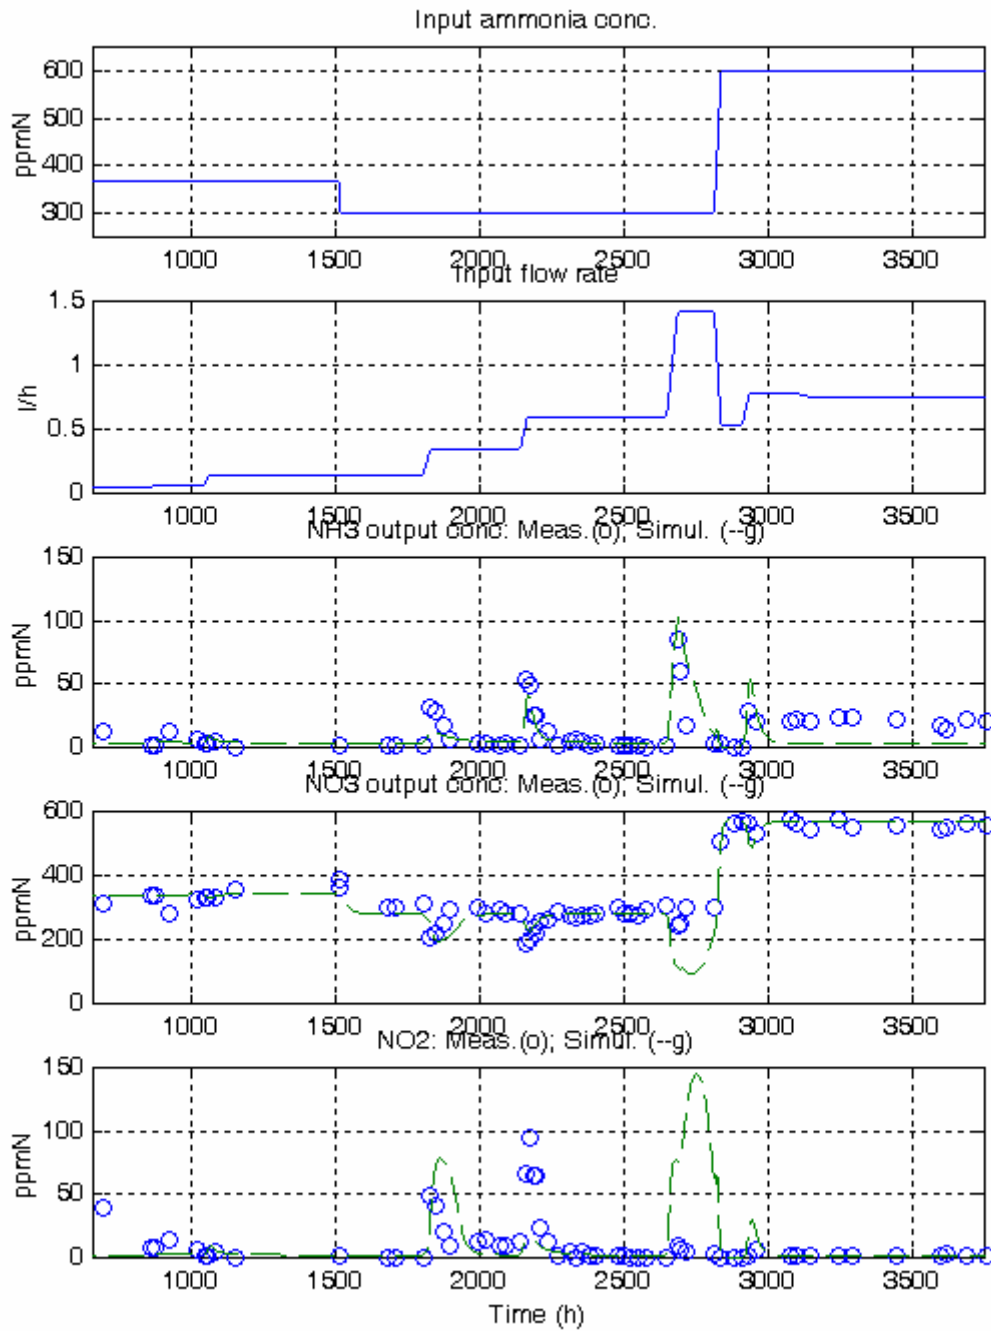 Input ammonia conc.
600
500
400
300
ppmN
1000 1500 2000 2500 3000 3500
Input flow rate
1.5
1
0.5
0
l/h
1000 1500 2000 2500 3000 3500
NH3 output conc: Meas.(o); Simul. (--g)
150
100
50
0
ppmN
1000 1500 2000 2500 3000 3500
NO3 output conc: Meas.(o); Simul. (--g)
600
400
200
0
ppmN
1000 1500 2000 2500 3000 3500
NO2: Meas.(o); Simul. (--g)
150
100
50
0
ppmN
1000 1500 2000 2500 3000 3500
Time (h)